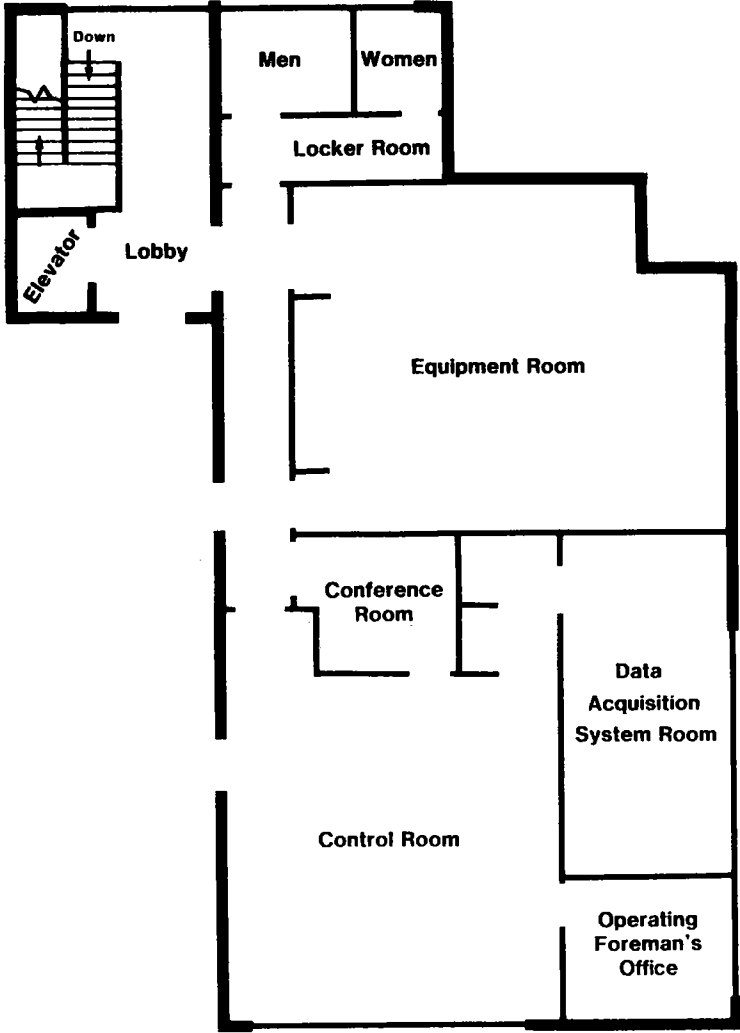 Down
Men
Women
Locker Room
Elevator
Lobby
Equipment Room
Conference
Room
Data
Acquisition
System Room
Control Room
Operating
Foreman's
Office